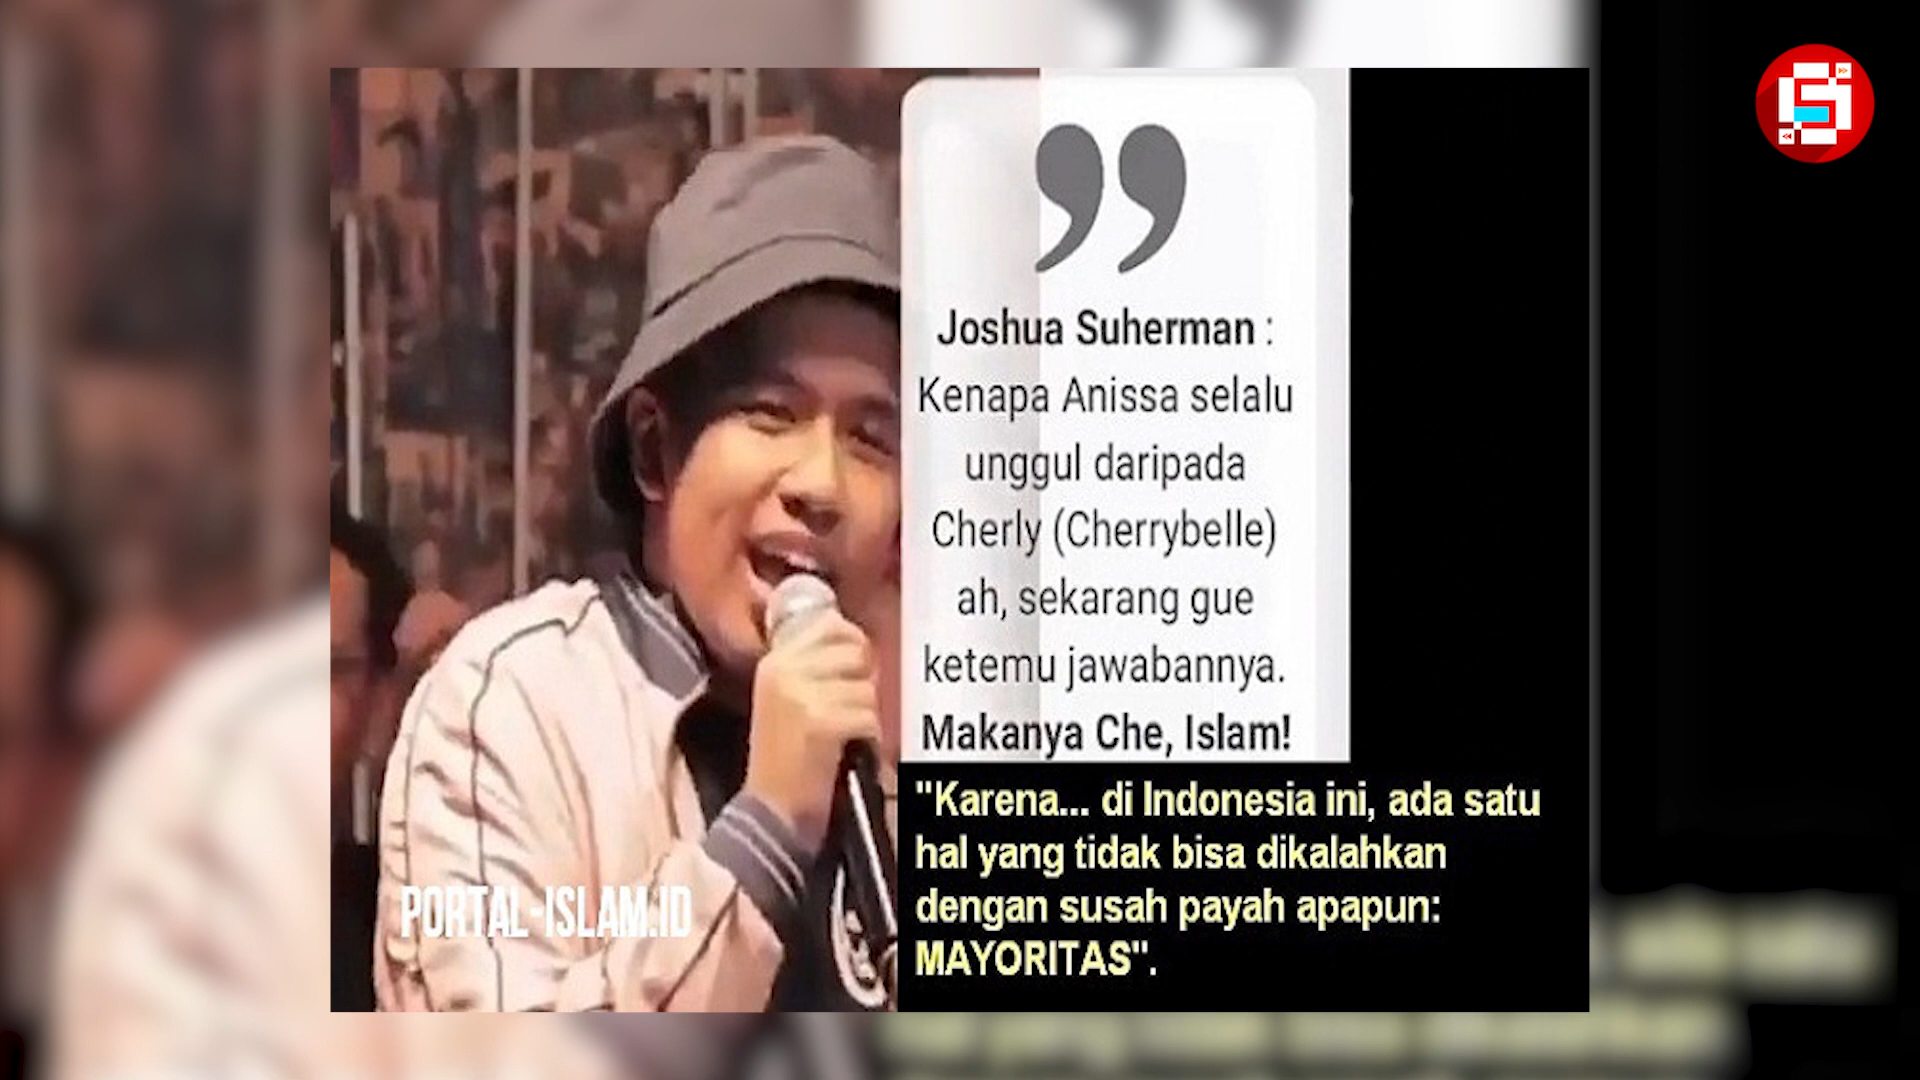 Joshua Suherman :
Kenapa Anissa selalu
unggul daripada
Cherly (Cherrybelle)
ah, sekarang gue
ketemu jawabannya.
Makanya Che, Islam!
"Karena... di Indonesia ini, ada satu
hal yang tidak bisa dikalahkan
dengan susah payah apapun:
MAYORITAS".
PORTAL-ISLAM.ID